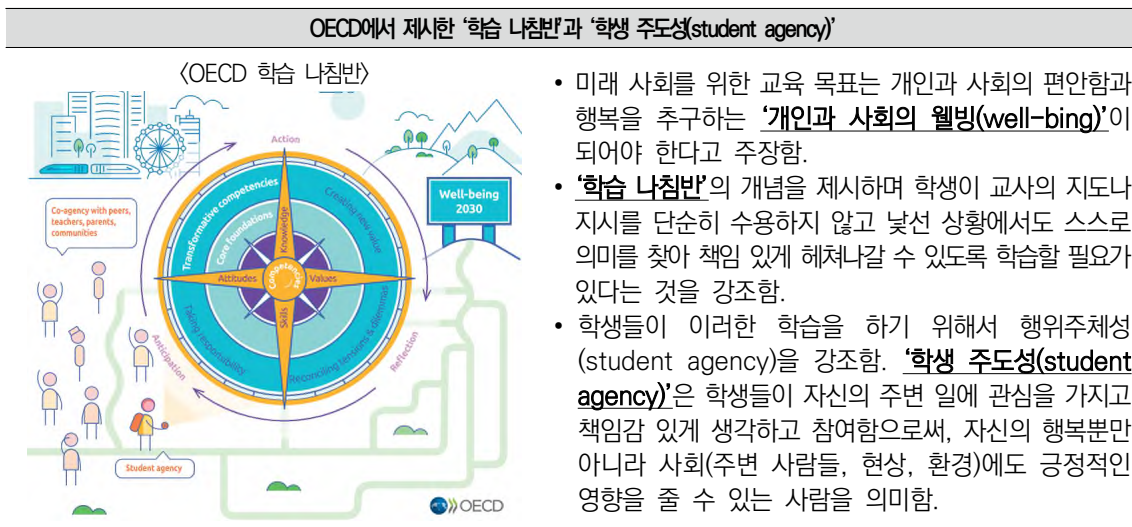 OECD에서 제시한 ‘학습 나침반’과 ‘학생 주도성(student agency)’
〈OECD 학습 나침반〉
Action
Transformative competencies
Core foundations
Creating new value
Knowledge
Attitudes
Competencies
Values
Skills
Taking responsibility
Reconciling tensions & dilemmas
Anticipation
Reflection
Well-being
2030
Co-agency with peers,
teachers, parents,
communities
Student agency
OECD
• 미래 사회를 위한 교육 목표는 개인과 사회의 편안함과
행복을 추구하는 ‘개인과 사회의 웰빙(well-bing)’이
되어야 한다고 주장함.
• ‘학습 나침반’의 개념을 제시하며 학생이 교사의 지도나
지시를 단순히 수용하지 않고 낯선 상황에서도 스스로
의미를 찾아 책임 있게 헤쳐나갈 수 있도록 학습할 필요가
있다는 것을 강조함.
• 학생들이 이러한 학습을 하기 위해서 행위주체성
(student agency)을 강조함. ‘학생 주도성(student
agency)’은 학생들이 자신의 주변 일에 관심을 가지고
책임감 있게 생각하고 참여함으로써, 자신의 행복뿐만
아니라 사회(주변 사람들, 현상, 환경)에도 긍정적인
영향을 줄 수 있는 사람을 의미함.